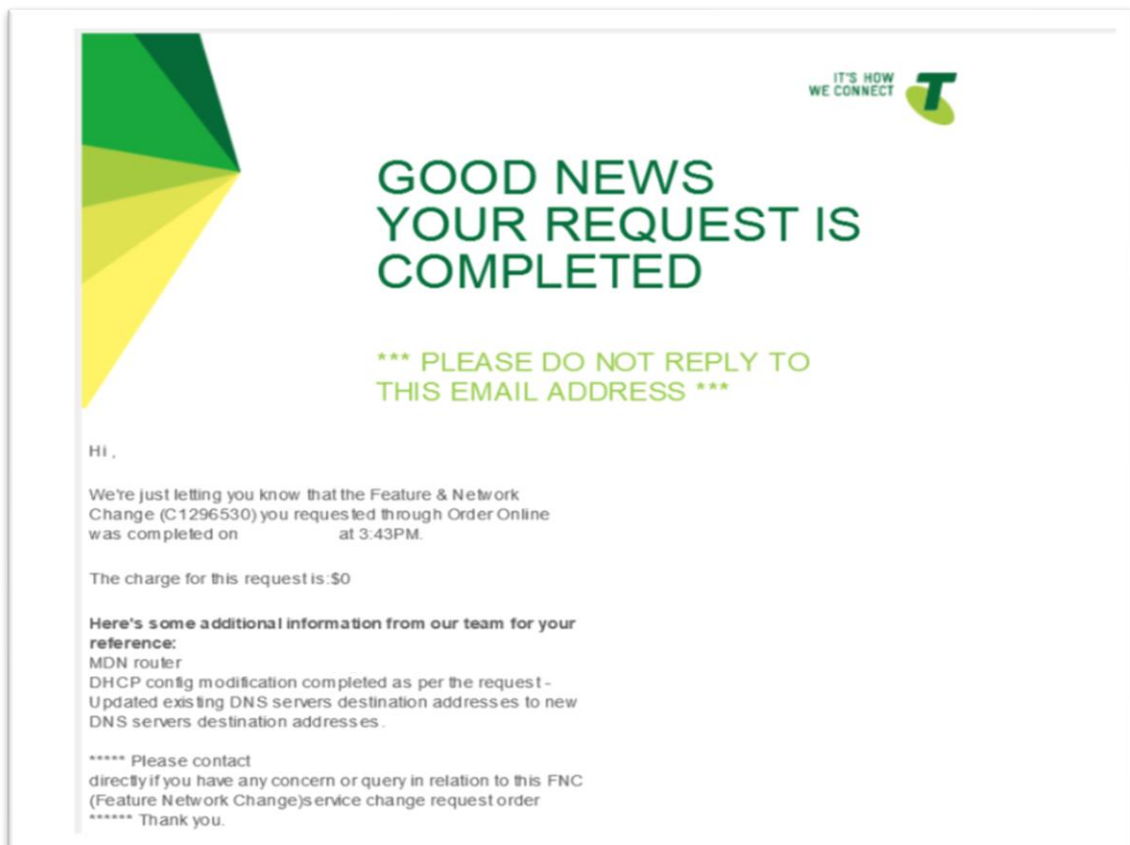 IT'S HOW
WE CONNECT
T
GOOD NEWS
YOUR REQUEST IS
COMPLETED
*** PLEASE DO NOT REPLY TO
THIS EMAIL ADDRESS ***
Hi ,
We're just letting you know that the Feature & Network
Change (C1296530) you requested through Order Online
was completed on at 3:43PM.
The charge for this request is:$0
Here's some additional information from our team for your
reference:
MDN router
DHCP config modification completed as per the request -
Updated existing DNS servers destination addresses to new
DNS servers destination addresses.
***** Please contact
directly if you have any concern or query in relation to this FNC
(Feature Network Change)service change request order
****** Thank you.